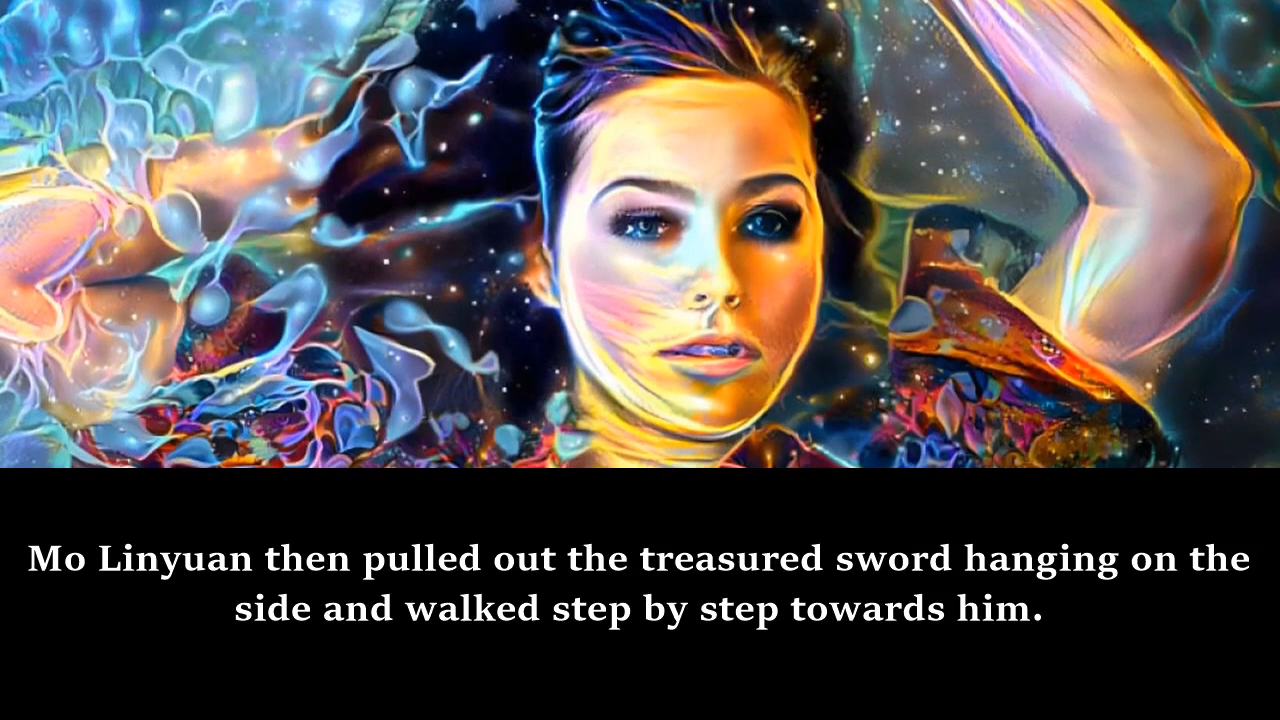 Mo Linyuan then pulled out the treasured sword hanging on the
side and walked step by step towards him.